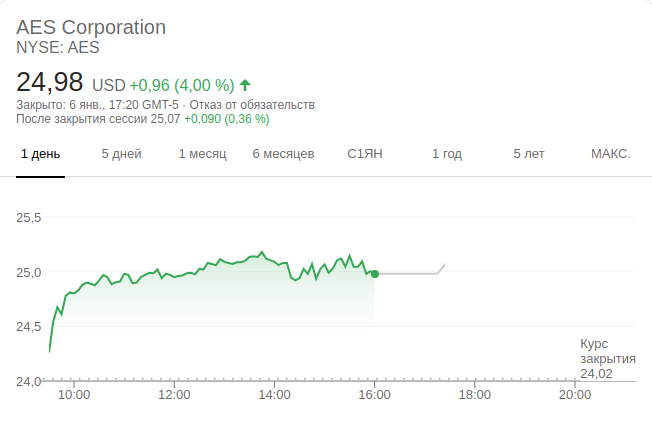 AES Corporation
NYSE: AES
24,98 USD +0,96 (4,00 %)
Закрыто: 6 янв., 17:20 GMT-5 · Отказ от обязательств
После закрытия сессии 25,07 +0,090 (0,36 %)
1 день 5 дней 1 месяц 6 месяцев С1ЯН 1 год 5 лет МАКС.
25,5
25,0
24,5
Курс
закрытия
24,02
24,0
10:00 12:00 14:00 16:00 18:00 20:00